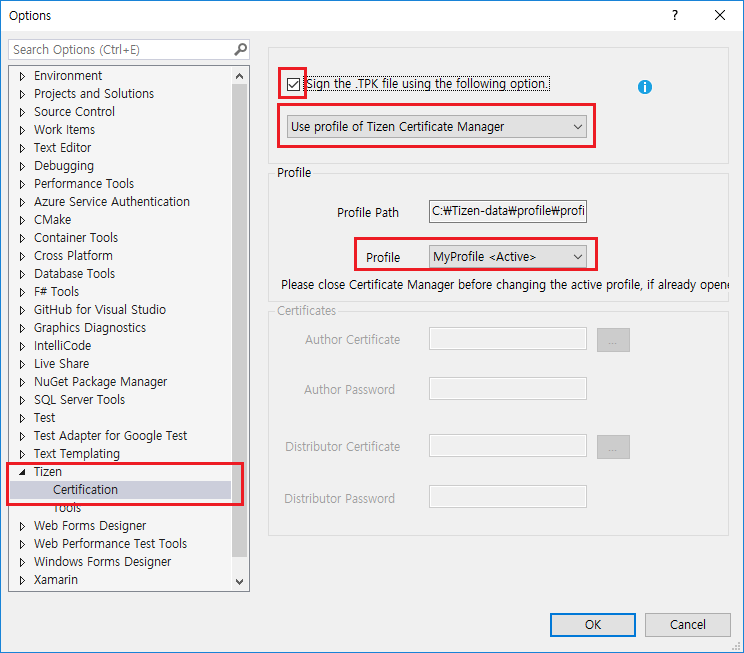 Options
?
Search Options (Ctrl+E)
Environment
Projects and Solutions
Source Control
Work Items
Text Editor
Debugging
Performance Tools
Azure Service Authentication
CMake
Container Tools
Cross Platform
Database Tools
F# Tools
GitHub for Visual Studio
Graphics Diagnostics
IntelliCode
Live Share
NuGet Package Manager
SQL Server Tools
Test
Test Adapter for Google Test
Text Templating
Tizen
Certification
Tools
Web Forms Designer
Web Performance Test Tools
Windows Forms Designer
Xamarin
Sign the .TPK file using the following option.
i
Use profile of Tizen Certificate Manager
Profile
Profile Path C:₩Tizen-data₩profile₩profi
Profile MyProfile <Active>
Please close Certificate Manager before changing the active profile, if already opene
Certificates
Author Certificate ...
Author Password
Distributor Certificate ...
Distributor Password
OK Cancel